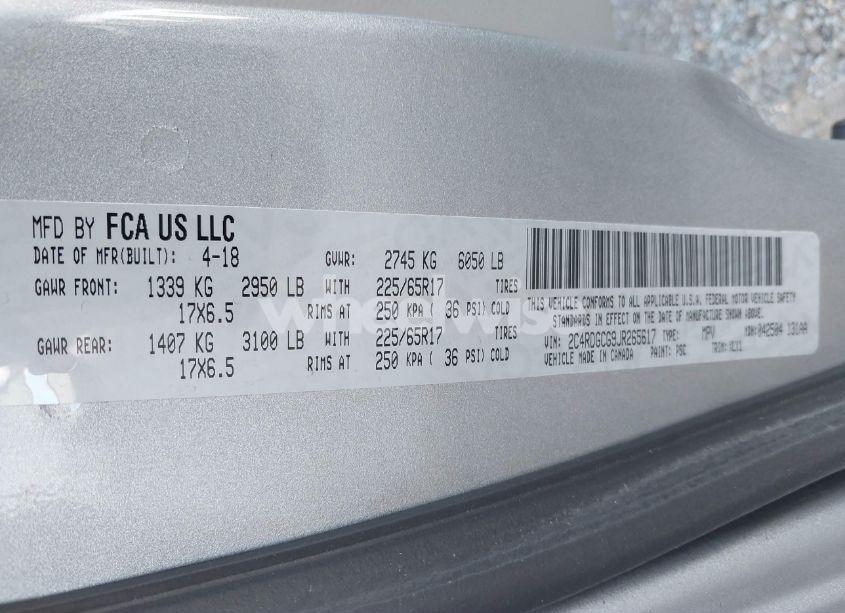 MFD BY FCA US LLC
DATE OF MFR(BUILT): 4-18 GVWR: 2745 KG 6050 LB
GAWR FRONT: 1339 KG 2950 LB WITH 225/65R17 TIRES
17X6.5 RIMS AT 250 KPA ( 36 PSI) COLD
GAWR REAR: 1407 KG 3100 LB WITH 225/65R17 TIRES
17X6.5 RIMS AT 250 KPA ( 36 PSI) COLD
THIS VEHICLE CONFORMS TO ALL APPLICABLE U.S.A. FEDERAL MOTOR VEHICLE SAFETY
STANDARDS IN EFFECT ON THE DATE OF MANUFACTURE SHOWN ABOVE.
VIN: 2C4RDGCG9JR265617 TYPE: MPV MDH: 042504 131AA
VEHICLE MADE IN CANADA PAINT: PSC TRIM: